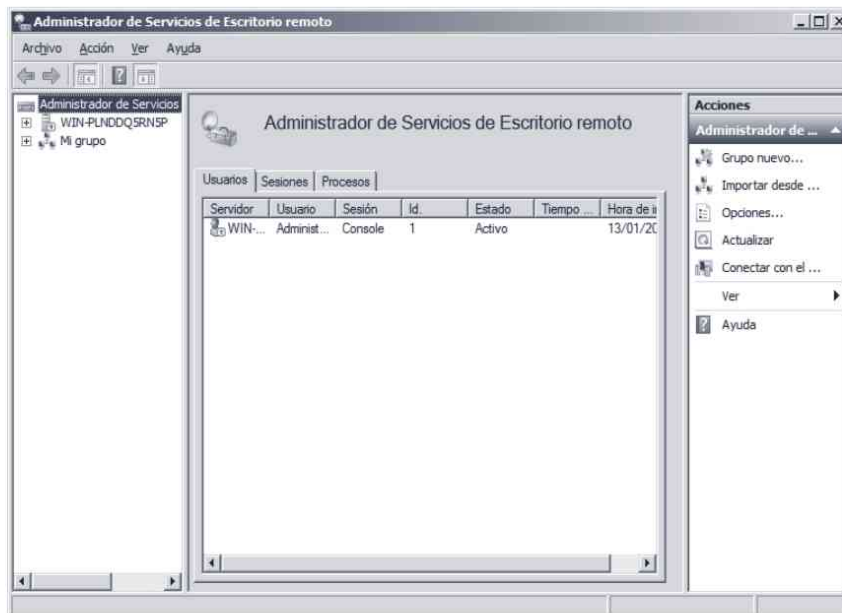 Administrador de Servicios de Escritorio remoto
Archivo Acción Ver Ayuda
Administrador de Servicios
WIN-PLNDDQ5RN5P
Mi grupo
Administrador de Servicios de Escritorio remoto
Usuarios Sesiones Procesos
Servidor Usuario Sesión Id. Estado Tiempo ... Hora de i
WIN-... Administ... Console 1 Activo 13/01/20
Acciones
Administrador de ...
Grupo nuevo...
Importar desde ...
Opciones...
Actualizar
Conectar con el ...
Ver
Ayuda